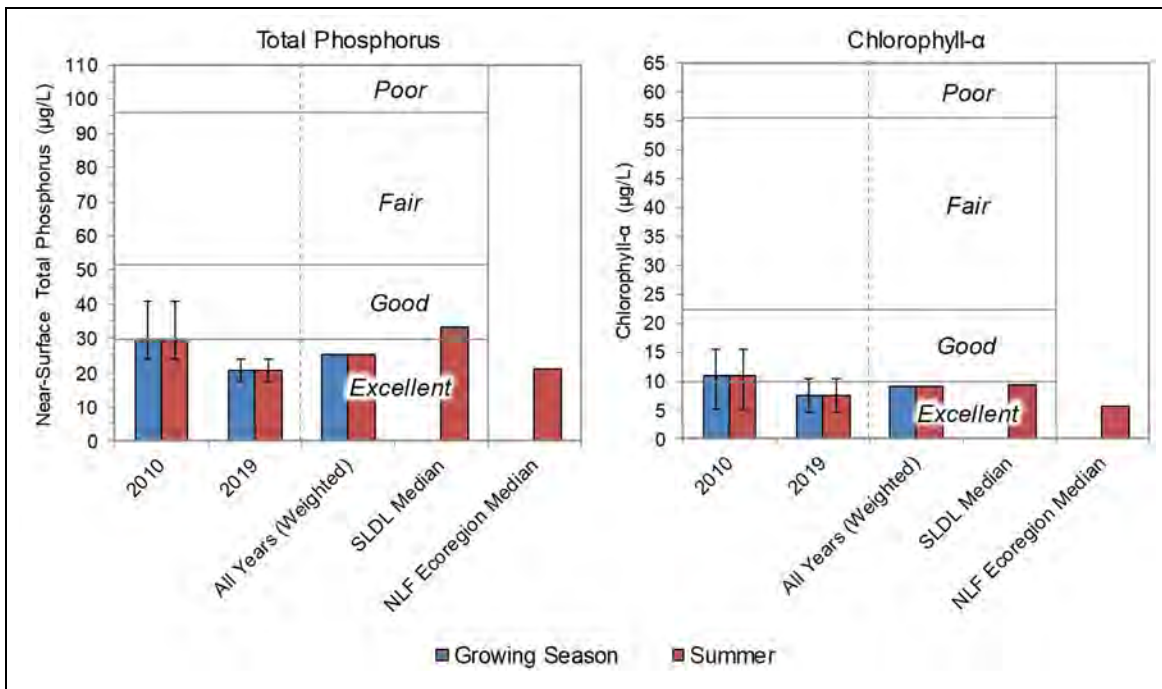 Total Phosphorus
Near-Surface Total Phosphorus (µg/L)
110
100
90
80
70
60
50
40
30
20
10
0
Poor
Fair
Good
Excellent
2010
2019
All Years (Weighted)
SLDL Median
NLF Ecoregion Median
Chlorophyll-α
Chlorophyll-α (µg/L)
65
60
55
50
45
40
35
30
25
20
15
10
5
0
Poor
Fair
Good
Excellent
2010
2019
All Years (Weighted)
SLDL Median
NLF Ecoregion Median
Growing Season
Summer